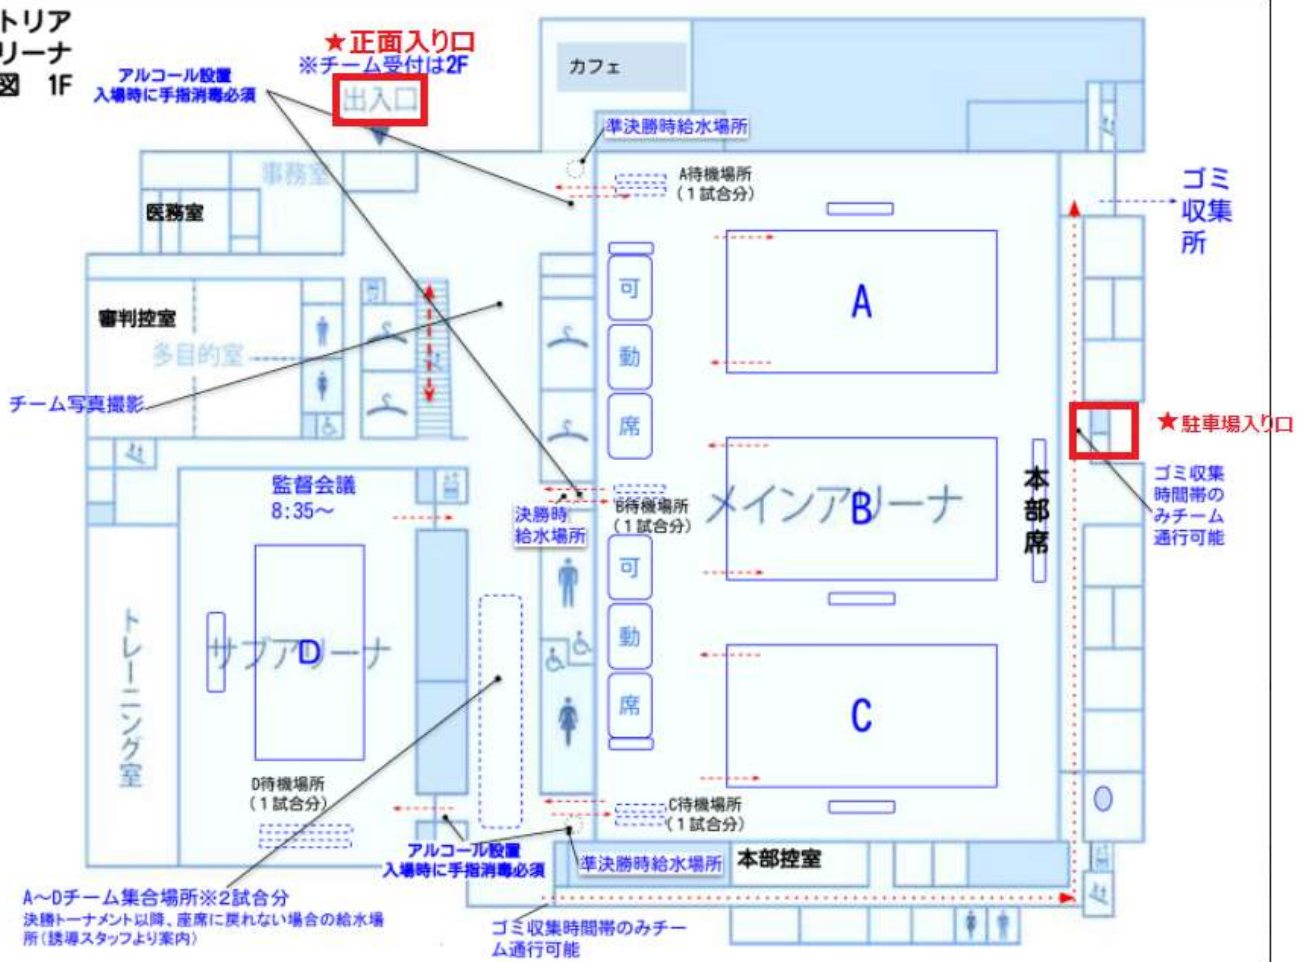 トリア
リーナ
図 1F
★正面入り口
※チーム受付は2F
出入口
アルコール設置
入場時に手指消毒必須
カフェ
準決勝時給水場所
事務室
医務室
A待機場所
(1試合分)
ゴミ
収集
所
審判控室
多目的室
チーム写真撮影
可
動
席
A
★駐車場入り口
ゴミ収集
時間帯の
みチーム
通行可能
監督会議
8:35～
決勝時
給水場所
B待機場所
(1試合分)
メインアリーナ
B
本
部
席
可
動
席
トレーニング室
サブアリーナ
D
C
D待機場所
(1試合分)
C待機場所
(1試合分)
アルコール設置
入場時に手指消毒必須
準決勝時給水場所
本部控室
A～Dチーム集合場所※2試合分
決勝トーナメント以降、座席に戻れない場合の給水場
所(誘導スタッフより案内)
ゴミ収集時間帯のみチー
ム通行可能